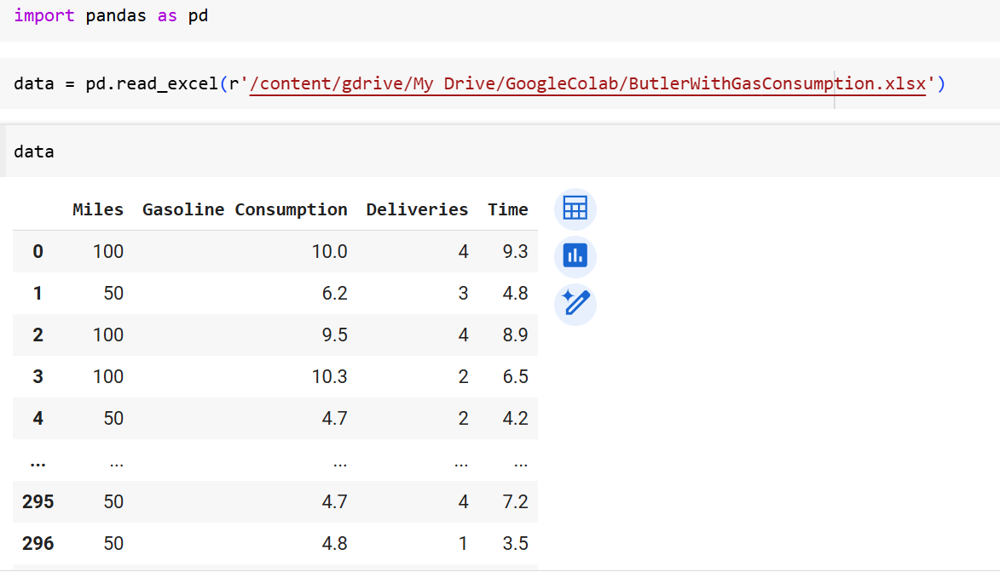 import pandas as pd
data = pd.read_excel(r'/content/gdrive/My Drive/GoogleColab/ButlerWithGasConsumption.xlsx')
data
Miles Gasoline Consumption Deliveries Time
0 100 10.0 4 9.3
1 50 6.2 3 4.8
2 100 9.5 4 8.9
3 100 10.3 2 6.5
4 50 4.7 2 4.2
... ... ... ... ...
295 50 4.7 4 7.2
296 50 4.8 1 3.5